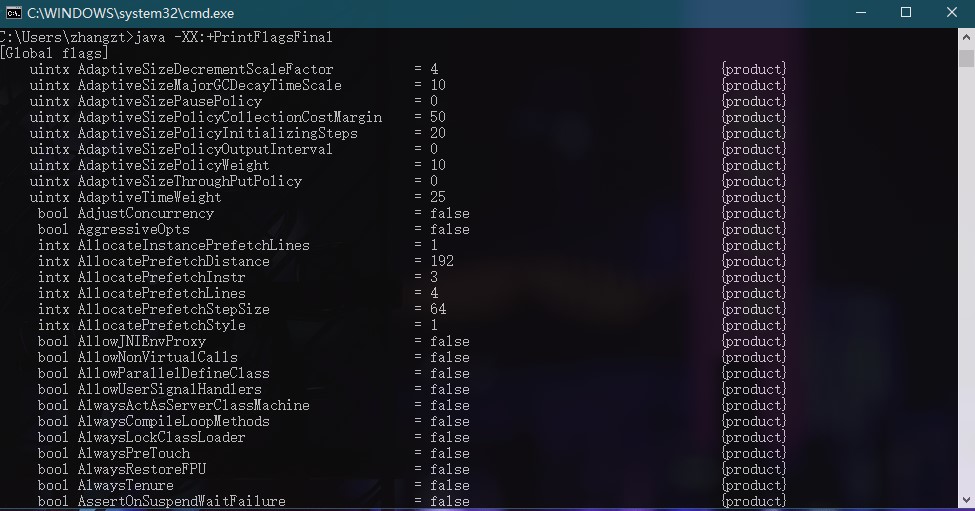 C:\WINDOWS\system32\cmd.exe
C:\Users\zhangzt>java -XX:+PrintFlagsFinal
[Global flags]
uintx AdaptiveSizeDecrementScaleFactor = 4 {product}
uintx AdaptiveSizeMajorGCDecayTimeScale = 10 {product}
uintx AdaptiveSizePausePolicy = 0 {product}
uintx AdaptiveSizePolicyCollectionCostMargin = 50 {product}
uintx AdaptiveSizePolicyInitializingSteps = 20 {product}
uintx AdaptiveSizePolicyOutputInterval = 0 {product}
uintx AdaptiveSizePolicyWeight = 10 {product}
uintx AdaptiveSizeThroughPutPolicy = 0 {product}
uintx AdaptiveTimeWeight = 25 {product}
bool AdjustConcurrency = false {product}
bool AggressiveOpts = false {product}
intx AllocateInstancePrefetchLines = 1 {product}
intx AllocatePrefetchDistance = 192 {product}
intx AllocatePrefetchInstr = 3 {product}
intx AllocatePrefetchLines = 4 {product}
intx AllocatePrefetchStepSize = 64 {product}
intx AllocatePrefetchStyle = 1 {product}
bool AllowJNIEnvProxy = false {product}
bool AllowNonVirtualCalls = false {product}
bool AllowParallelDefineClass = false {product}
bool AllowUserSignalHandlers = false {product}
bool AlwaysActAsServerClassMachine = false {product}
bool AlwaysCompileLoopMethods = false {product}
bool AlwaysLockClassLoader = false {product}
bool AlwaysPreTouch = false {product}
bool AlwaysRestoreFPU = false {product}
bool AlwaysTenure = false {product}
bool AssertOnSuspendWaitFailure = false {product}